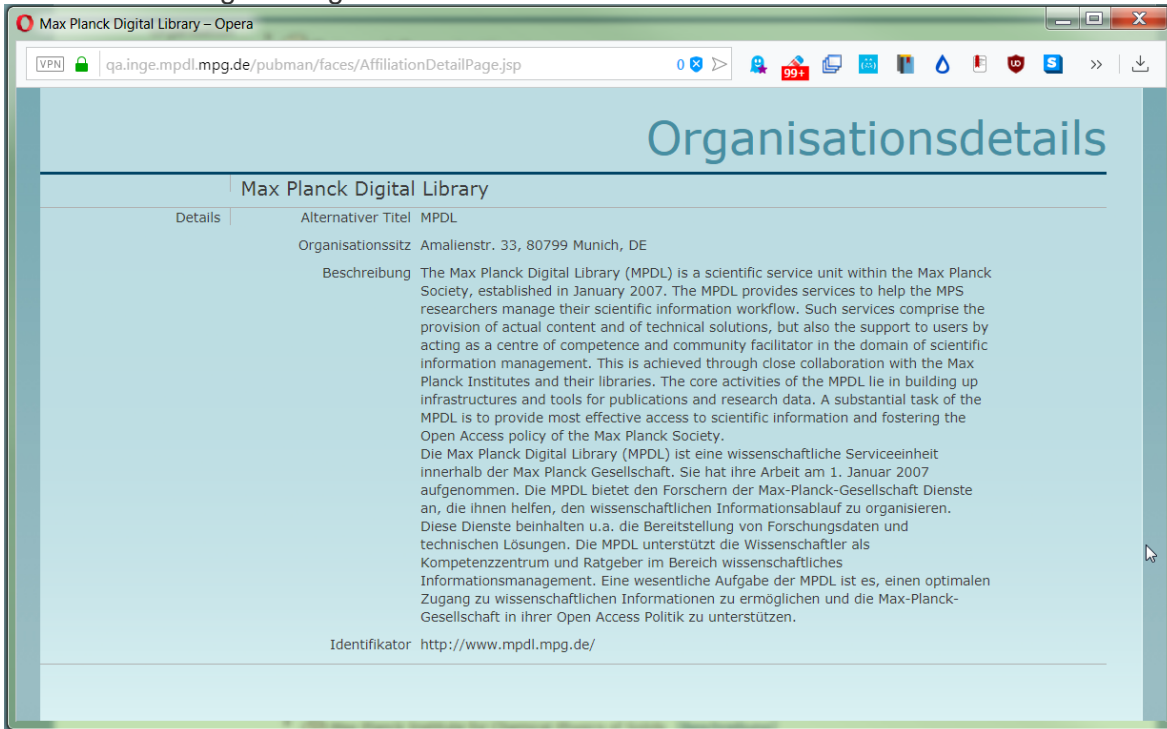 Max Planck Digital Library – Opera
VPN qa.inge.mpdl.mpg.de/pubman/faces/AffiliationDetailPage.jsp 0 99+ S »
Organisationsdetails
Max Planck Digital Library
Details Alternativer Titel MPDL
Organisationssitz Amalienstr. 33, 80799 Munich, DE
Beschreibung The Max Planck Digital Library (MPDL) is a scientific service unit within the Max Planck
Society, established in January 2007. The MPDL provides services to help the MPS
researchers manage their scientific information workflow. Such services comprise the
provision of actual content and of technical solutions, but also the support to users by
acting as a centre of competence and community facilitator in the domain of scientific
information management. This is achieved through close collaboration with the Max
Planck Institutes and their libraries. The core activities of the MPDL lie in building up
infrastructures and tools for publications and research data. A substantial task of the
MPDL is to provide most effective access to scientific information and fostering the
Open Access policy of the Max Planck Society.
Die Max Planck Digital Library (MPDL) ist eine wissenschaftliche Serviceeinheit
innerhalb der Max Planck Gesellschaft. Sie hat ihre Arbeit am 1. Januar 2007
aufgenommen. Die MPDL bietet den Forschern der Max-Planck-Gesellschaft Dienste
an, die ihnen helfen, den wissenschaftlichen Informationsablauf zu organisieren.
Diese Dienste beinhalten u.a. die Bereitstellung von Forschungsdaten und
technischen Lösungen. Die MPDL unterstützt die Wissenschaftler als
Kompetenzzentrum und Ratgeber im Bereich wissenschaftliches
Informationsmanagement. Eine wesentliche Aufgabe der MPDL ist es, einen optimalen
Zugang zu wissenschaftlichen Informationen zu ermöglichen und die Max-Planck-
Gesellschaft in ihrer Open Access Politik zu unterstützen.
Identifikator http://www.mpdl.mpg.de/